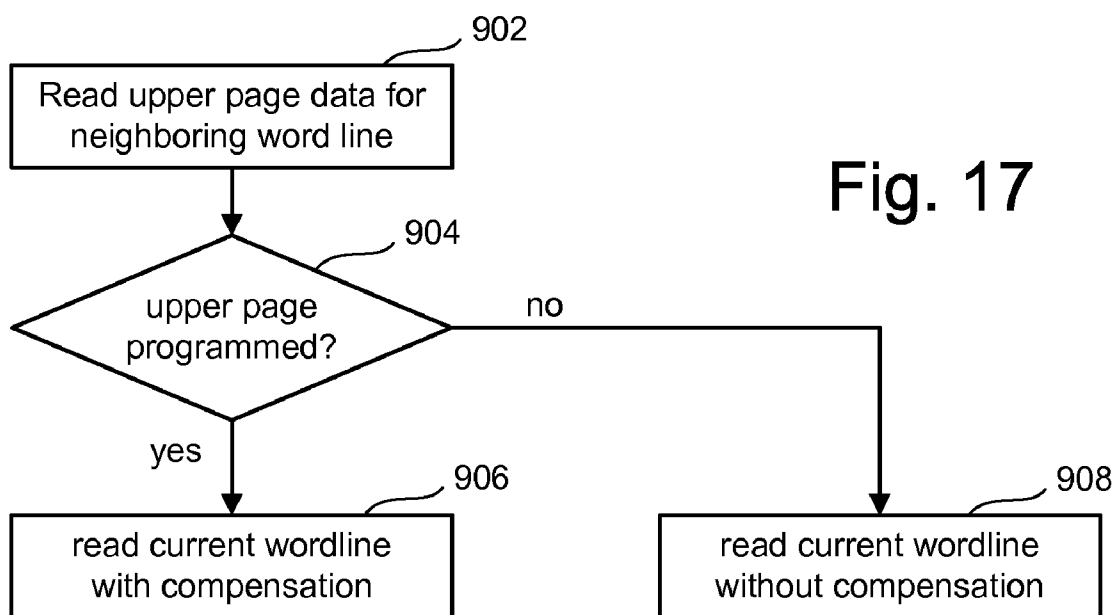 902
Read upper page data for
neighboring word line
Fig. 17
904
upper page
programmed?
no
yes
906
908
read current wordline
with compensation
read current wordline
without compensation